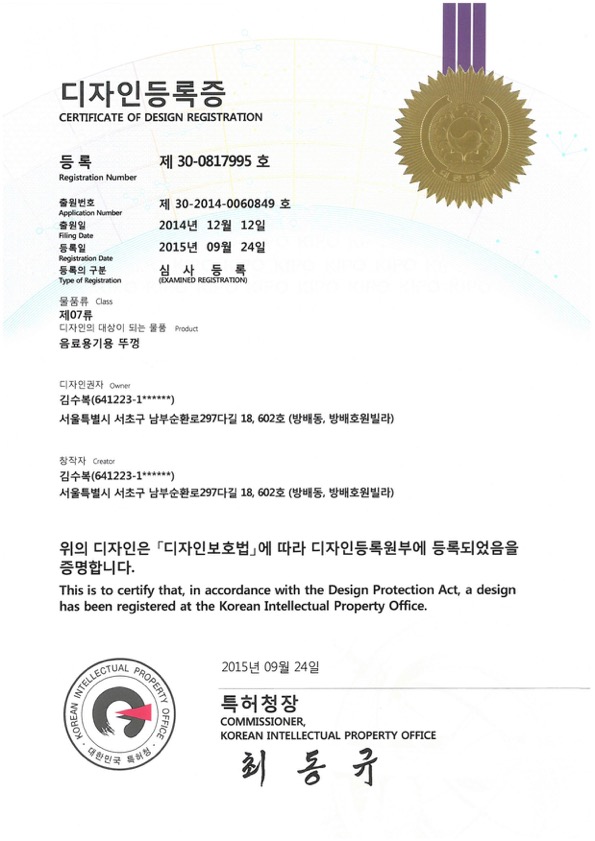 디자인등록증
CERTIFICATE OF DESIGN REGISTRATION
등 록 제 30-0817995 호
Registration Number
출원번호 제 30-2014-0060849 호
Application Number
출원일 2014년 12월 12일
Filing Date
등록일 2015년 09월 24일
Registration Date
등록의 구분 심 사 등 록
Type of Registration (EXAMINED REGISTRATION)
물품류 Class
제07류
디자인의 대상이 되는 물품 Product
음료용기용 뚜껑
디자인권자 Owner
김수복(641223-1******)
서울특별시 서초구 남부순환로297다길 18, 602호 (방배동, 방배호원빌라)
창작자 Creator
김수복(641223-1******)
서울특별시 서초구 남부순환로297다길 18, 602호 (방배동, 방배호원빌라)
위의 디자인은 「디자인보호법」에 따라 디자인등록원부에 등록되었음을
증명합니다.
This is to certify that, in accordance with the Design Protection Act, a design
has been registered at the Korean Intellectual Property Office.
2015년 09월 24일
특허청장
COMMISSIONER,
KOREAN INTELLECTUAL PROPERTY OFFICE
최 동 규
KOREAN INTELLECTUAL PROPERTY OFFICE
· 대한민국 특허청 ·
대한민국